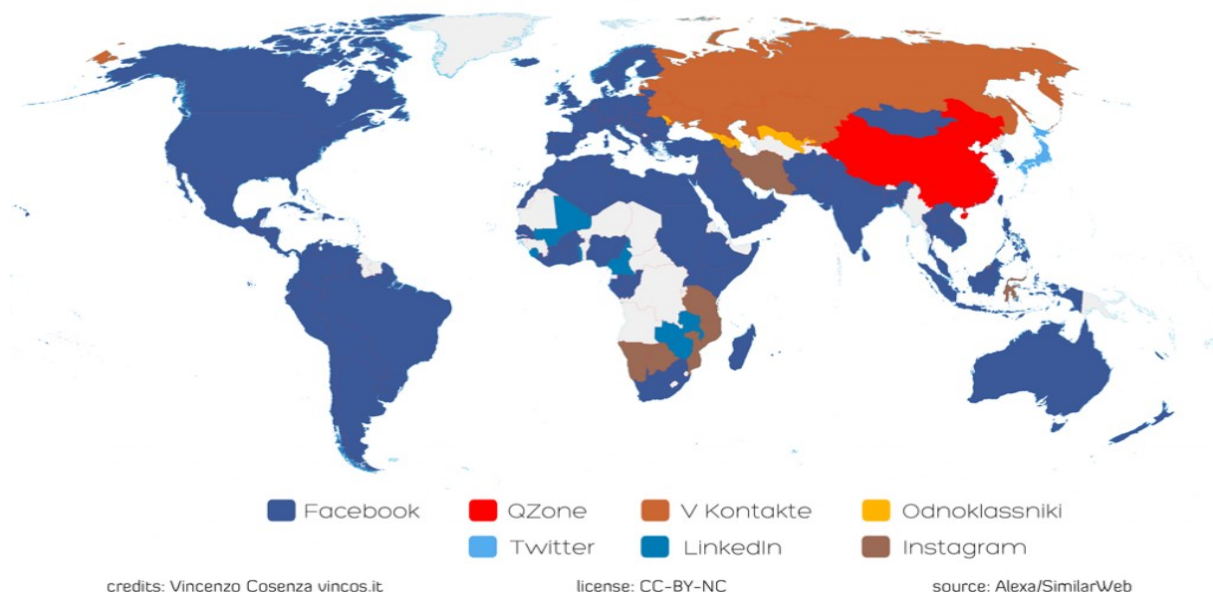 Facebook QZone V Kontakte Odnoklassniki
Twitter LinkedIn Instagram
credits: Vincenzo Cosenza vincos.it license: CC-BY-NC source: Alexa/SimilarWeb